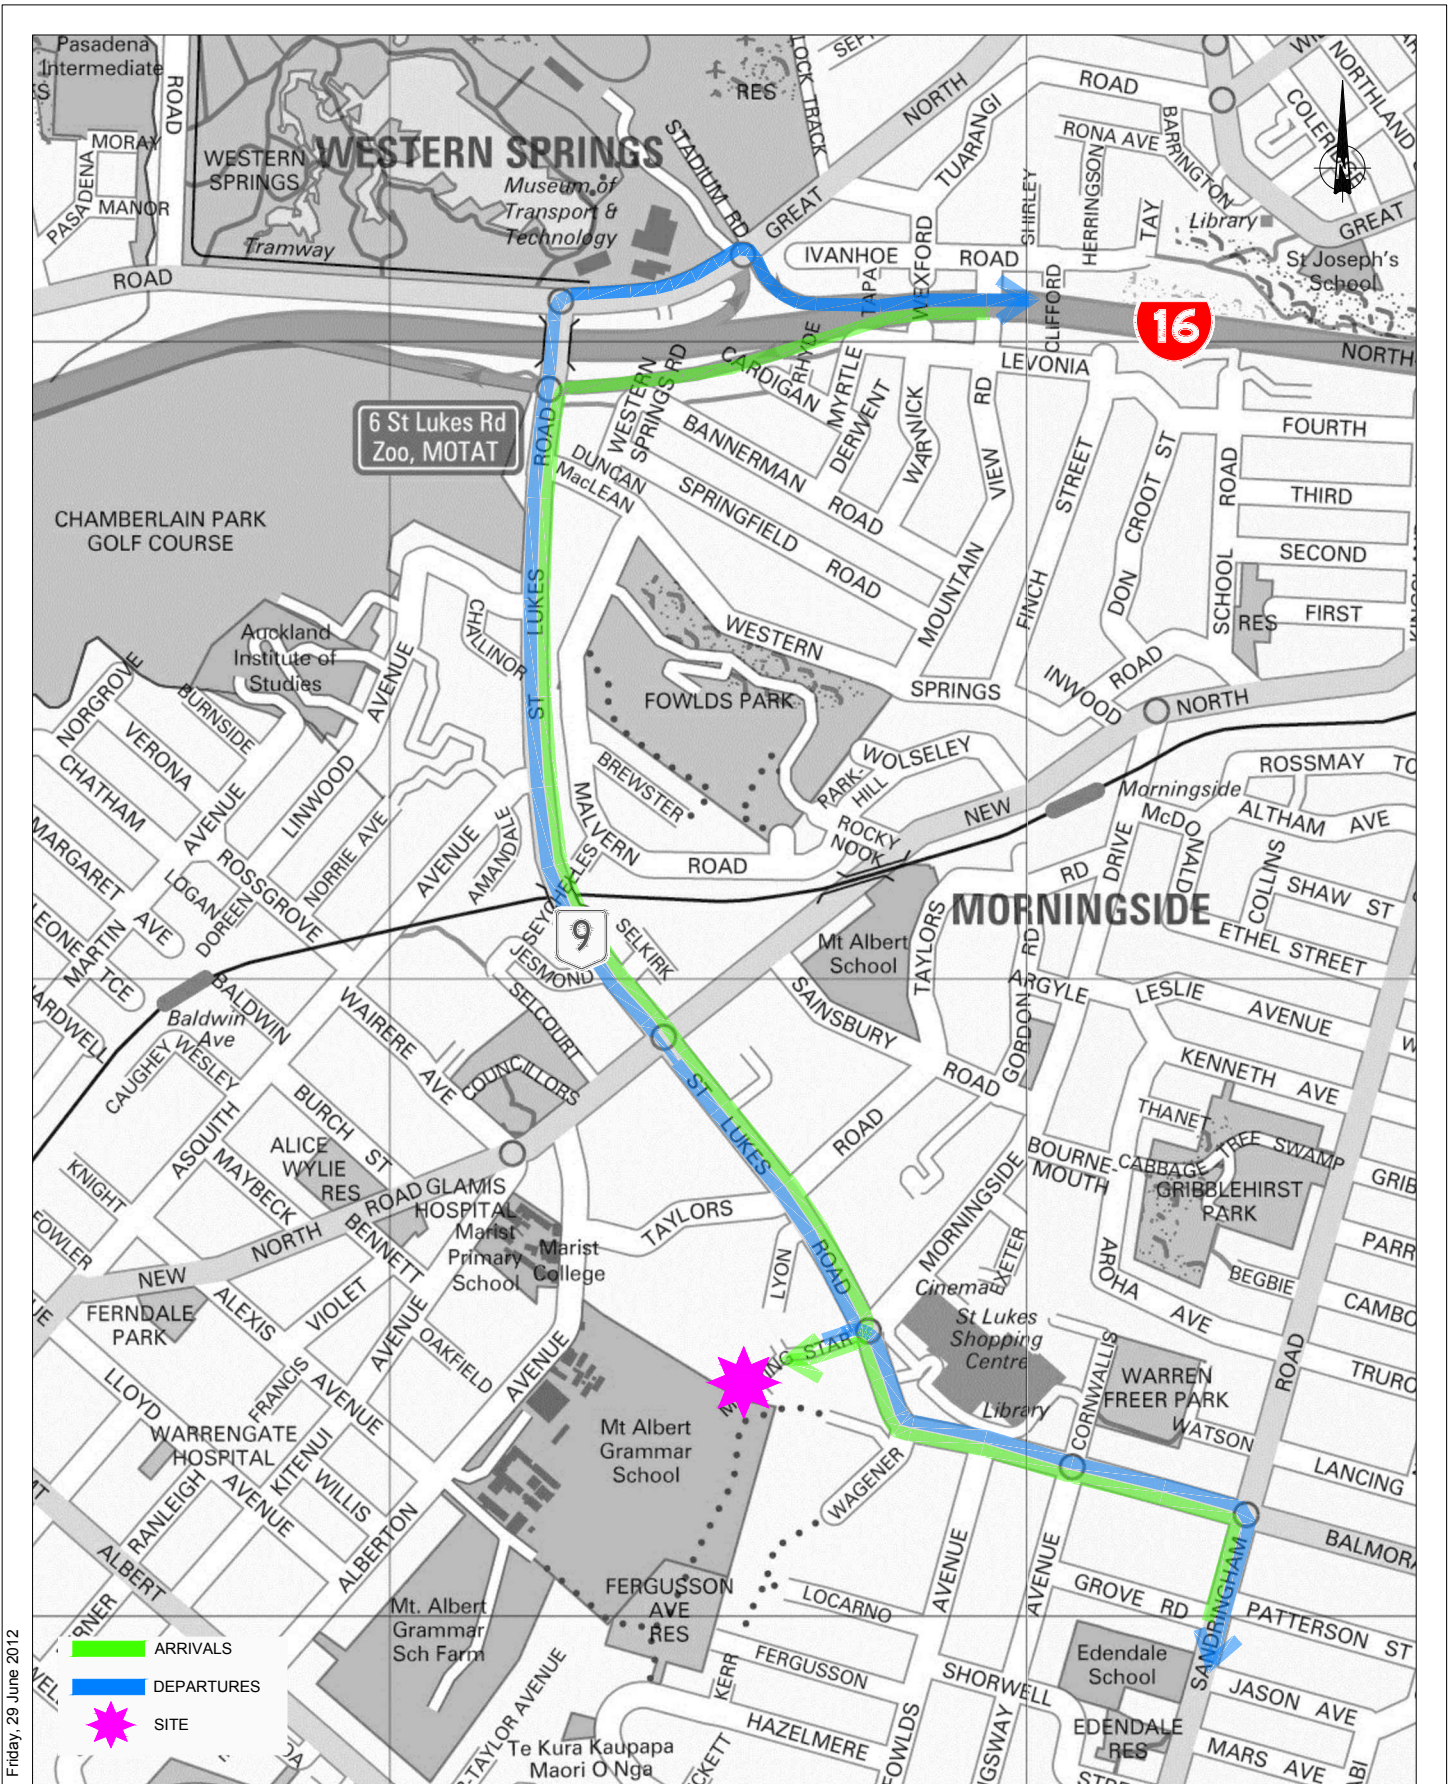 Pasadena
Intermediate
ROAD
MORAY
PASADENA
MANOR
WESTERN
SPRINGS
WESTERN SPRINGS
Museum of
Transport &
Technology
Tramway
STADIUM RD
RES
LOCK TRACK
GREAT
NORTH
TUARANGI
ROAD
RONA AVE
BARRINGTON
NORTHLAND
SHIRLEY
HERRINGSON
TAY
Library
GREAT
St Joseph's
School
IVANHOE
ROAD
TAPA
WEXFORD
CLIFFORD
ROAD
16
NORTH
LEVONIA
6 St Lukes Rd
Zoo, MOTAT
ROAD
WESTERN
SPRINGS RD
CARDIGAN
RHYDE
MYRTLE
DERWENT
WARWICK
RD
VIEW
MOUNTAIN
BANNERMAN
ROAD
DUNCAN
MacLEAN
SPRINGFIELD
ROAD
STREET
FINCH
DON CROOT ST
ROAD
SCHOOL
FOURTH
THIRD
SECOND
FIRST
RES
CHAMBERLAIN PARK
GOLF COURSE
Auckland
Institute of
Studies
CHALLINOR
ST LUKES
WESTERN
SPRINGS
FOWLDS PARK
INWOOD
ROAD
NORTH
NORGROVE
BURNSIDE
VERONA
CHATHAM
AVENUE
LINWOOD
AVENUE
MARGARET AVE
ROSSGROVE
LOGAN
DOREEN
NORRIE AVE
AVENUE
AMANDALE
BREWSTER
MALVERN
ROAD
WOLSELEY
PARK-
HILL
ROCKY
NOOK
NEW
Morningside
ROSSMAY
ALTHAM AVE
McDONALD
COLLINS
SHAW ST
ETHEL STREET
DRIVE
RD
MORNINGSIDE
SEYCHELLES
SELKIRK
9
JESMOND
SELCOURT
LEONE
MARTIN
TCE
BALDWIN
Baldwin
Ave
CAUGHEY
WESLEY
WAIRERE
AVE
COUNCILLORS
Mt Albert
School
TAYLORS
SAINSBURY
ROAD
RD
GORDON
ARGYLE
LESLIE
AVENUE
KENNETH AVE
THANET
CABBAGE TREE SWAMP
GRIBBLEHIRST
PARK
BEGBIE
AROHA
AVE
BOURNE-
MOUTH
MORNINGSIDE
EXETER
BURCH ST
ASQUITH
MAYBECK
ALICE
WYLIE
RES
KNIGHT
FOWLER
ROAD
NORTH
NEW
GLAMIS
HOSPITAL
Marist
Primary
School
Marist
College
BENNETT
VIOLET
ALEXIS
FERNDALE
PARK
AVENUE
OAKFIELD
AVENUE
ST LUKES
ROAD
TAYLORS
ROAD
LYON
Cinema
St Lukes
Shopping
Centre
Library
CORNWALLIS
WARREN
FREER PARK
WATSON
ROAD
TRURO
LANCING
LLOYD
FRANCIS
AVENUE
WARRENGATE
HOSPITAL
KITENUI
RANLEIGH
AVENUE
WILLIS
ALBERT
ALBERTON
Mt Albert
Grammar
School
Mt. Albert
Grammar
Sch Farm
WAGENER
FERGUSSON
AVE
RES
LOCARNO
AVENUE
AVENUE
GROVE RD
SANDRINGHAM
PATTERSON ST
Edendale
School
JASON AVE
FERGUSSON
KERR
SHORWELL
HAZELMERE
FOWLDS
EDENDALE
RES
MARS AVE
Te Kura Kaupapa
Maori O Nga
ARRIVALS
DEPARTURES
SITE
Friday, 29 June 2012